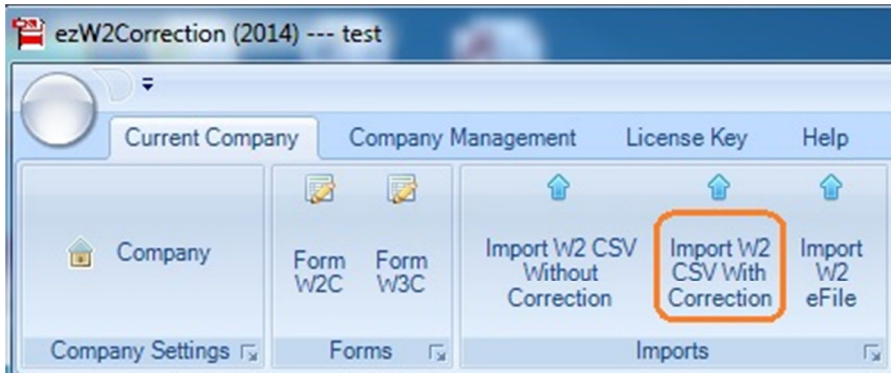 ezW2Correction (2014) --- test
Current Company Company Management License Key Help
Company
Form W2C
Form W3C
Import W2 CSV
Without
Correction
Import W2
CSV With
Correction
Import
W2
eFile
Company Settings Forms Imports